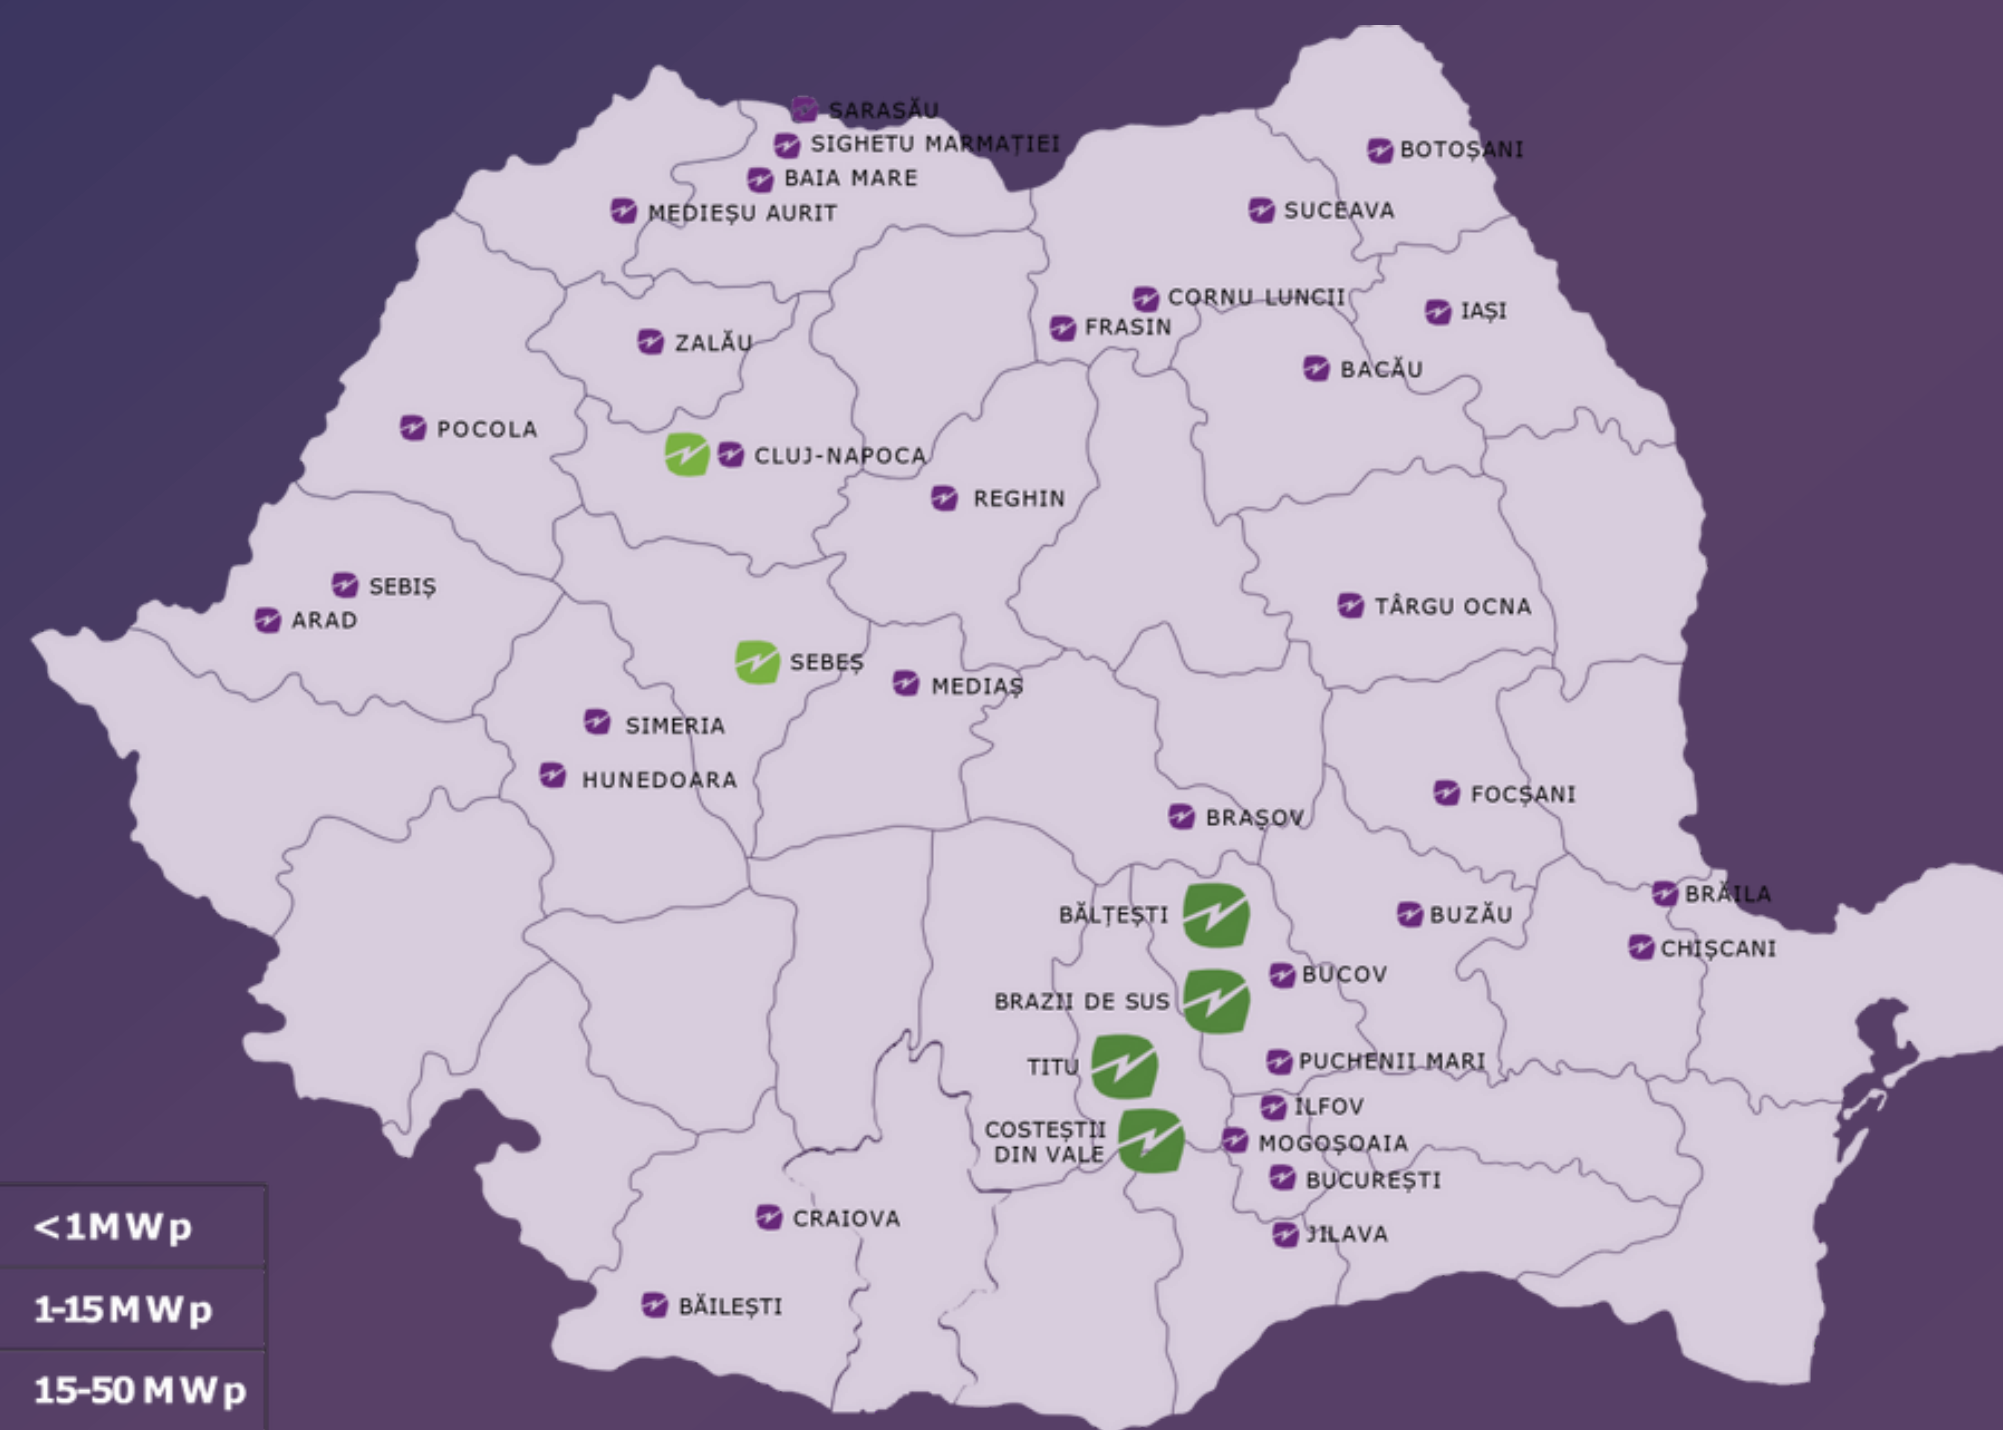 SARASĂU
SIGHETU MARMAȚIEI
BAIA MARE
MEDIEȘU AURIT
BOTOȘANI
SUCEAVA
CORNU LUNCII
FRASIN
IAȘI
ZALĂU
BACĂU
POCOLA
CLUJ-NAPOCA
REGHIN
SEBIȘ
ARAD
TÂRGU OCNA
SEBEȘ
MEDIAȘ
SIMERIA
HUNEDOARA
FOCȘANI
BRAȘOV
BRĂILA
BĂLȚEȘTI
BUZĂU
CHIȘCANI
BUCOV
BRAZII DE SUS
TITU
PUCHENII MARI
ILFOV
COSTEȘTII
DIN VALE
MOGOȘOAIA
BUCUREȘTI
CRAIOVA
JILAVA
BĂILEȘTI
<1MWp
1-15MWp
15-50MWp